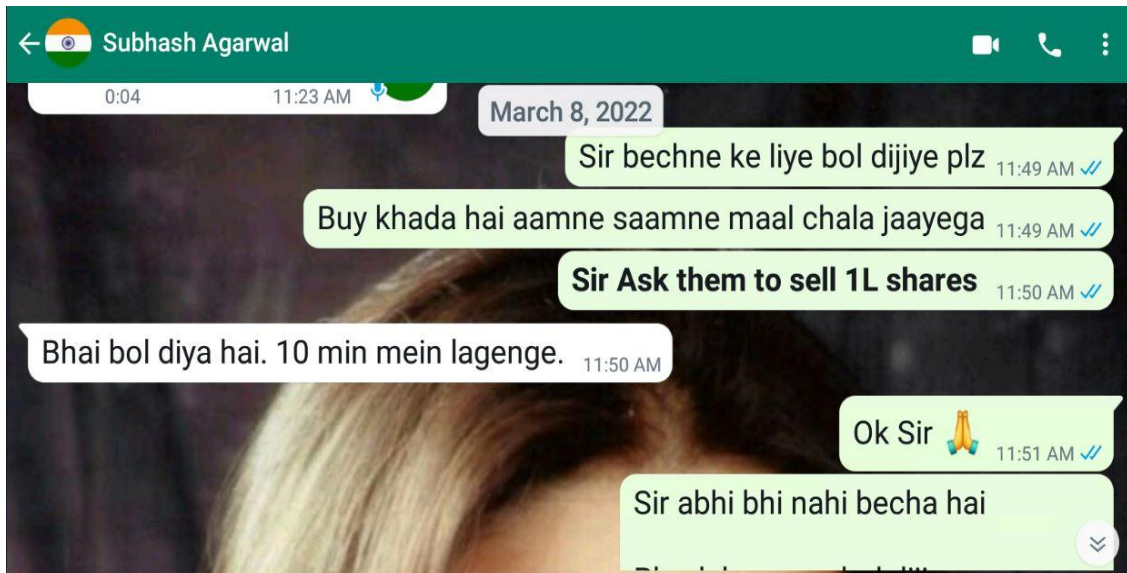 Subhash Agarwal
0:04 11:23 AM
March 8, 2022
Sir bechne ke liye bol dijiye plz 11:49 AM
Buy khada hai aamne saamne maal chala jaayega 11:49 AM
Sir Ask them to sell 1L shares 11:50 AM
Bhai bol diya hai. 10 min mein lagenge. 11:50 AM
Ok Sir 🙏 11:51 AM
Sir abhi bhi nahi becha hai